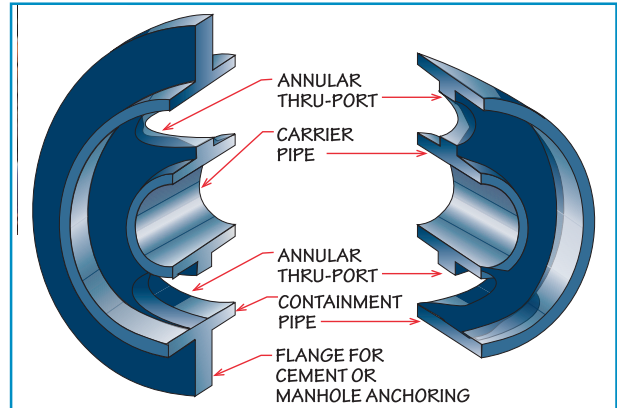 ANNULAR
THRU-PORT
CARRIER
PIPE
ANNULAR
THRU-PORT
CONTAINMENT
PIPE
FLANGE FOR
CEMENT OR
MANHOLE ANCHORING